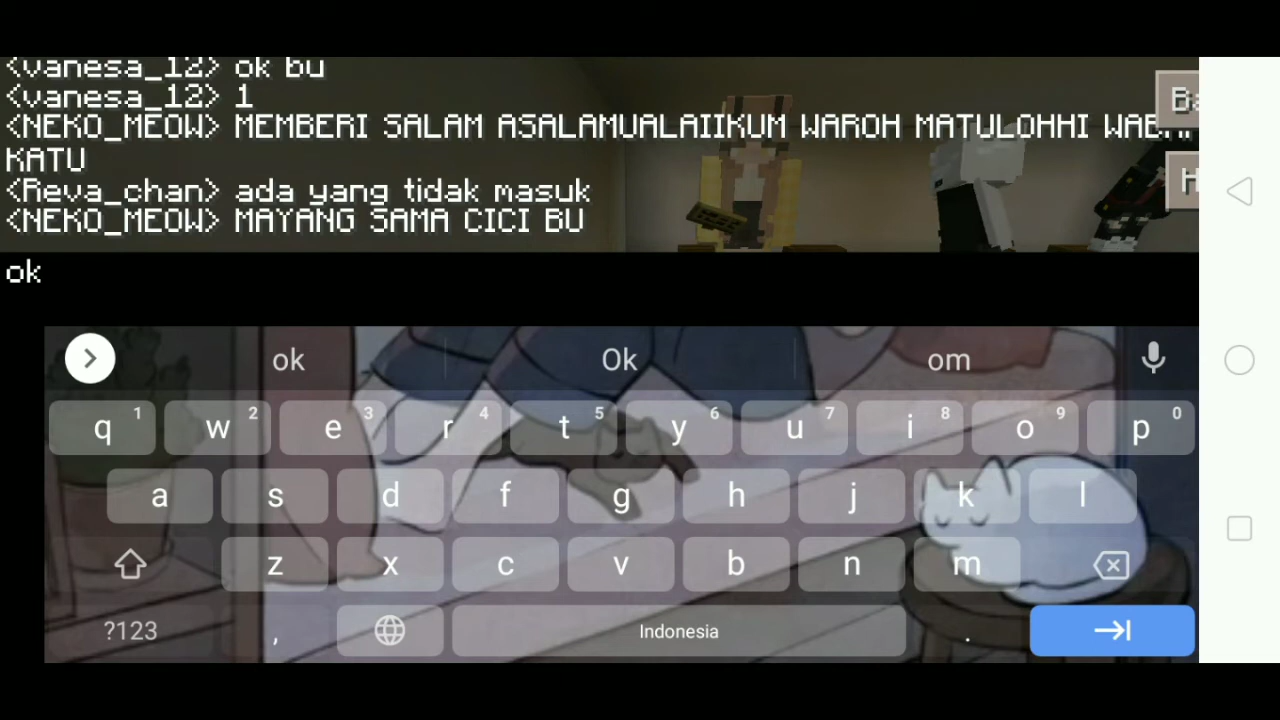 <vanesa_12> ok bu
<vanesa_12> 1
<NEKO_MEOW> MEMBERI SALAM ASALAMUALAIIKUM WAROH MATULOHHI
KATU
<Reva_chan> ada yang tidak masuk
<NEKO_MEOW> MAYANG SAMA CICI BU
ok
ok Ok om
q 1 w 2 e 3 r 4 t 5 y 6 u 7 i 8 o 9 p 0
a s d f g h j k l
z x c v b n m
?123 , Indonesia .